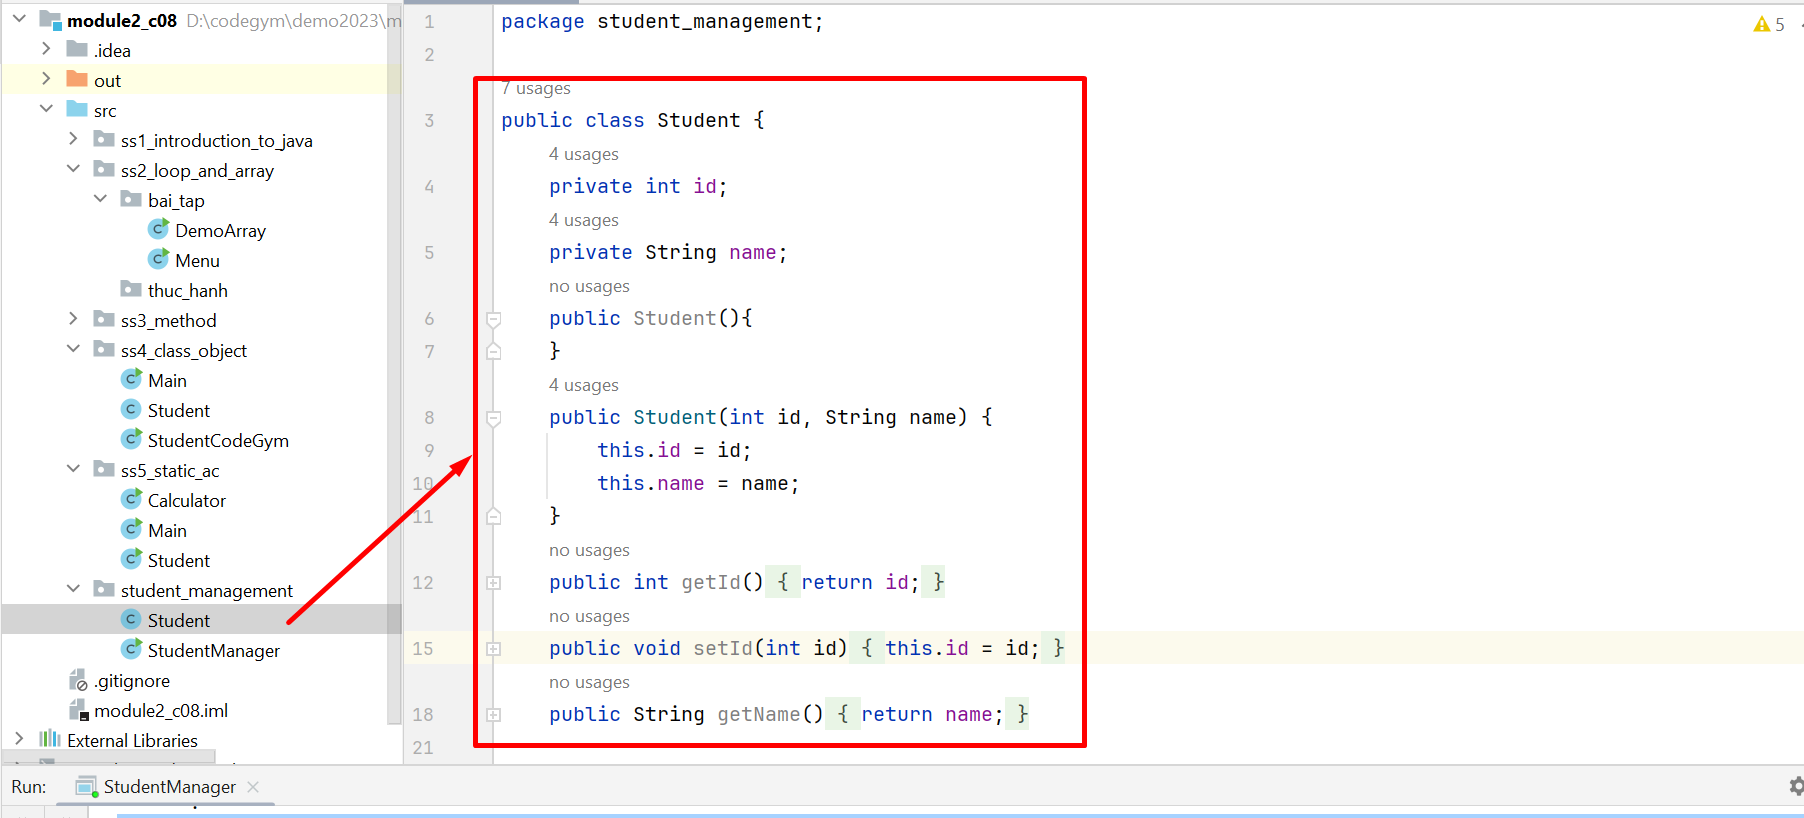 module2_c08 D:\codegym\demo2023\m
.idea
out
src
ss1_introduction_to_java
ss2_loop_and_array
bai_tap
DemoArray
Menu
thuc_hanh
ss3_method
ss4_class_object
Main
Student
StudentCodeGym
ss5_static_ac
Calculator
Main
Student
student_management
Student
StudentManager
.gitignore
module2_c08.iml
External Libraries
1 package student_management;
2
7 usages
3 public class Student {
4 usages
4 private int id;
4 usages
5 private String name;
no usages
6 public Student(){
7 }
4 usages
8 public Student(int id, String name) {
9 this.id = id;
10 this.name = name;
11 }
no usages
12 public int getId() { return id; }
no usages
15 public void setId(int id) { this.id = id; }
no usages
18 public String getName() { return name; }
21
5
Run: StudentManager